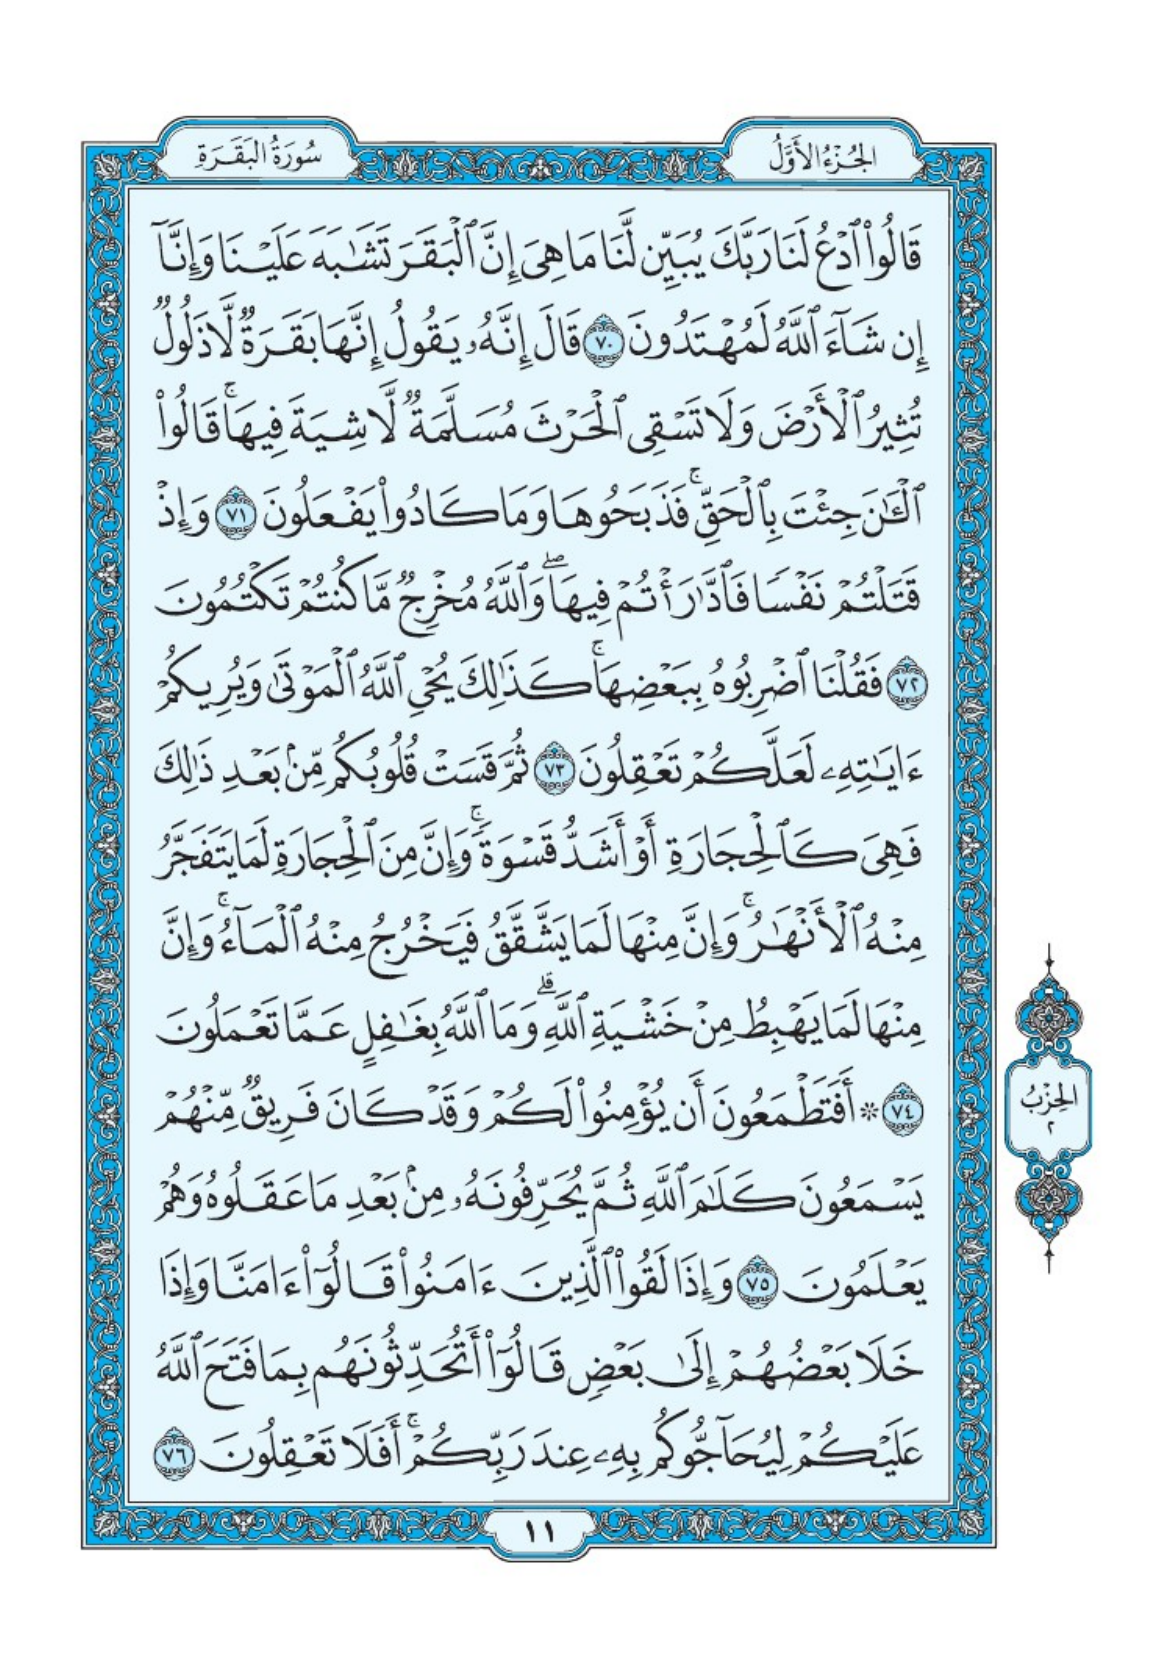 الجُزْءُ الأَوَّلُ
سُورَةُ البَقَرَةِ
قَالُواْ ٱدْعُ لَنَا رَبَّكَ يُبَيِّن لَّنَا مَا هِىَ إِنَّ ٱلْبَقَرَ تَشَٰبَهَ عَلَيْنَا وَإِنَّآ
إِن شَآءَ ٱللَّهُ لَمُهْتَدُونَ ٧٠ قَالَ إِنَّهُۥ يَقُولُ إِنَّهَا بَقَرَةٌ لَّا ذَلُولٌ
تُثِيرُ ٱلْأَرْضَ وَلَا تَسْقِى ٱلْحَرْثَ مُسَلَّمَةٌ لَّا شِيَةَ فِيهَاۚ قَالُواْ
ٱلْـَٰٔنَ جِئْتَ بِٱلْحَقِّۚ فَذَبَحُوهَا وَمَا كَادُواْ يَفْعَلُونَ ٧١ وَإِذْ
قَتَلْتُمْ نَفْسًا فَٱدَّٰرَْٰٔتُمْ فِيهَاۖ وَٱللَّهُ مُخْرِجٌ مَّا كُنتُمْ تَكْتُمُونَ
٧٢ فَقُلْنَا ٱضْرِبُوهُ بِبَعْضِهَاۚ كَذَٰلِكَ يُحْىِ ٱللَّهُ ٱلْمَوْتَىٰ وَيُرِيكُمْ
ءَايَٰتِهِۦ لَعَلَّكُمْ تَعْقِلُونَ ٧٣ ثُمَّ قَسَتْ قُلُوبُكُم مِّنۢ بَعْدِ ذَٰلِكَ
فَهِىَ كَٱلْحِجَارَةِ أَوْ أَشَدُّ قَسْوَةًۚ وَإِنَّ مِنَ ٱلْحِجَارَةِ لَمَا يَتَفَجَّرُ
مِنْهُ ٱلْأَنْهَٰرُۚ وَإِنَّ مِنْهَا لَمَا يَشَّقَّقُ فَيَخْرُجُ مِنْهُ ٱلْمَآءُۚ وَإِنَّ
مِنْهَا لَمَا يَهْبِطُ مِنْ خَشْيَةِ ٱللَّهِۗ وَمَا ٱللَّهُ بِغَٰفِلٍ عَمَّا تَعْمَلُونَ
٧٤ * أَفَتَطْمَعُونَ أَن يُؤْمِنُواْ لَكُمْ وَقَدْ كَانَ فَرِيقٌ مِّنْهُمْ
يَسْمَعُونَ كَلَٰمَ ٱللَّهِ ثُمَّ يُحَرِّفُونَهُۥ مِنۢ بَعْدِ مَا عَقَلُوهُ وَهُمْ
يَعْلَمُونَ ٧٥ وَإِذَا لَقُواْ ٱلَّذِينَ ءَامَنُواْ قَالُوٓاْ ءَامَنَّا وَإِذَا
خَلَا بَعْضُهُمْ إِلَىٰ بَعْضٍ قَالُوٓاْ أَتُحَدِّثُونَهُم بِمَا فَتَحَ ٱللَّهُ
عَلَيْكُمْ لِيُحَآجُّوكُم بِهِۦ عِندَ رَبِّكُمْۚ أَفَلَا تَعْقِلُونَ ٧٦
الحِزْبُ
٢
١١